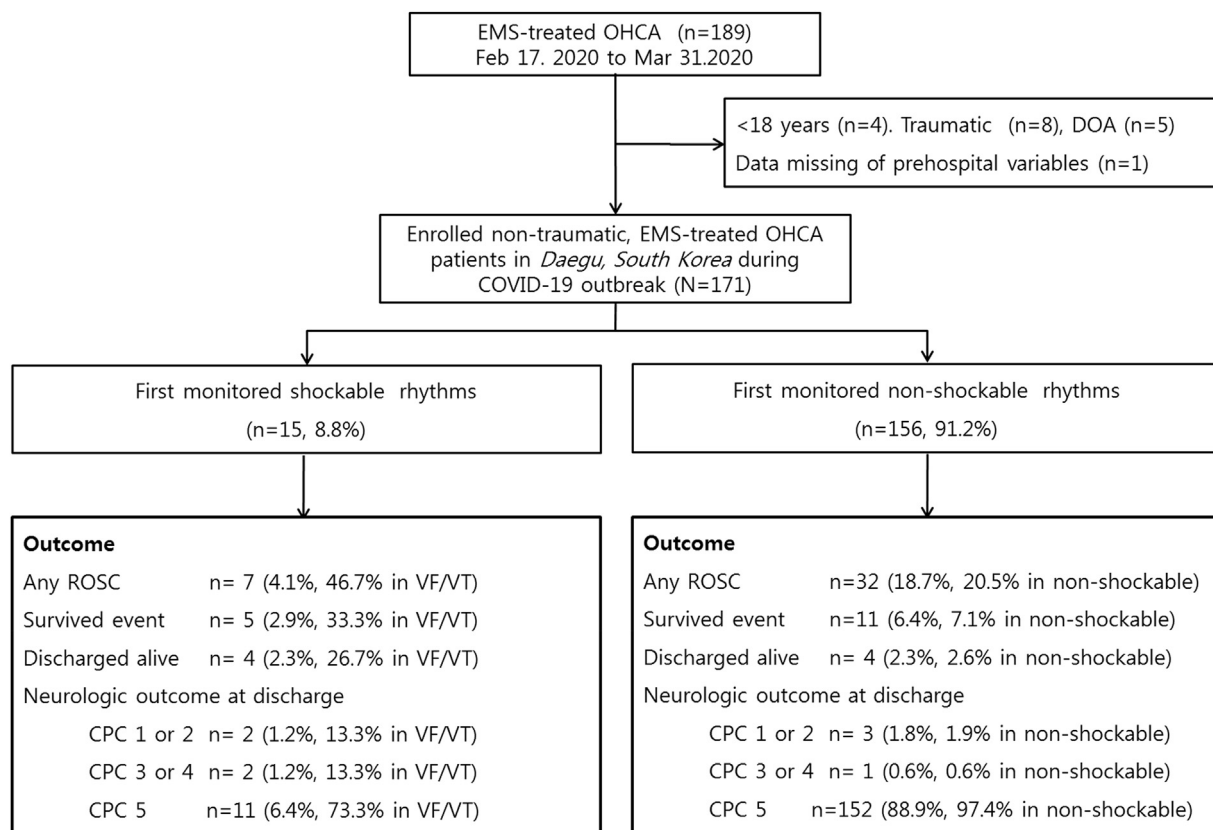 EMS-treated OHCA (n=189)
Feb 17. 2020 to Mar 31.2020
<18 years (n=4). Traumatic (n=8), DOA (n=5)
Data missing of prehospital variables (n=1)
Enrolled non-traumatic, EMS-treated OHCA
patients in Daegu, South Korea during
COVID-19 outbreak (N=171)
First monitored shockable rhythms
(n=15, 8.8%)
First monitored non-shockable rhythms
(n=156, 91.2%)
Outcome
Any ROSC n= 7 (4.1%, 46.7% in VF/VT)
Survived event n= 5 (2.9%, 33.3% in VF/VT)
Discharged alive n= 4 (2.3%, 26.7% in VF/VT)
Neurologic outcome at discharge
CPC 1 or 2 n= 2 (1.2%, 13.3% in VF/VT)
CPC 3 or 4 n= 2 (1.2%, 13.3% in VF/VT)
CPC 5 n=11 (6.4%, 73.3% in VF/VT)
Outcome
Any ROSC n=32 (18.7%, 20.5% in non-shockable)
Survived event n=11 (6.4%, 7.1% in non-shockable)
Discharged alive n= 4 (2.3%, 2.6% in non-shockable)
Neurologic outcome at discharge
CPC 1 or 2 n= 3 (1.8%, 1.9% in non-shockable)
CPC 3 or 4 n= 1 (0.6%, 0.6% in non-shockable)
CPC 5 n=152 (88.9%, 97.4% in non-shockable)